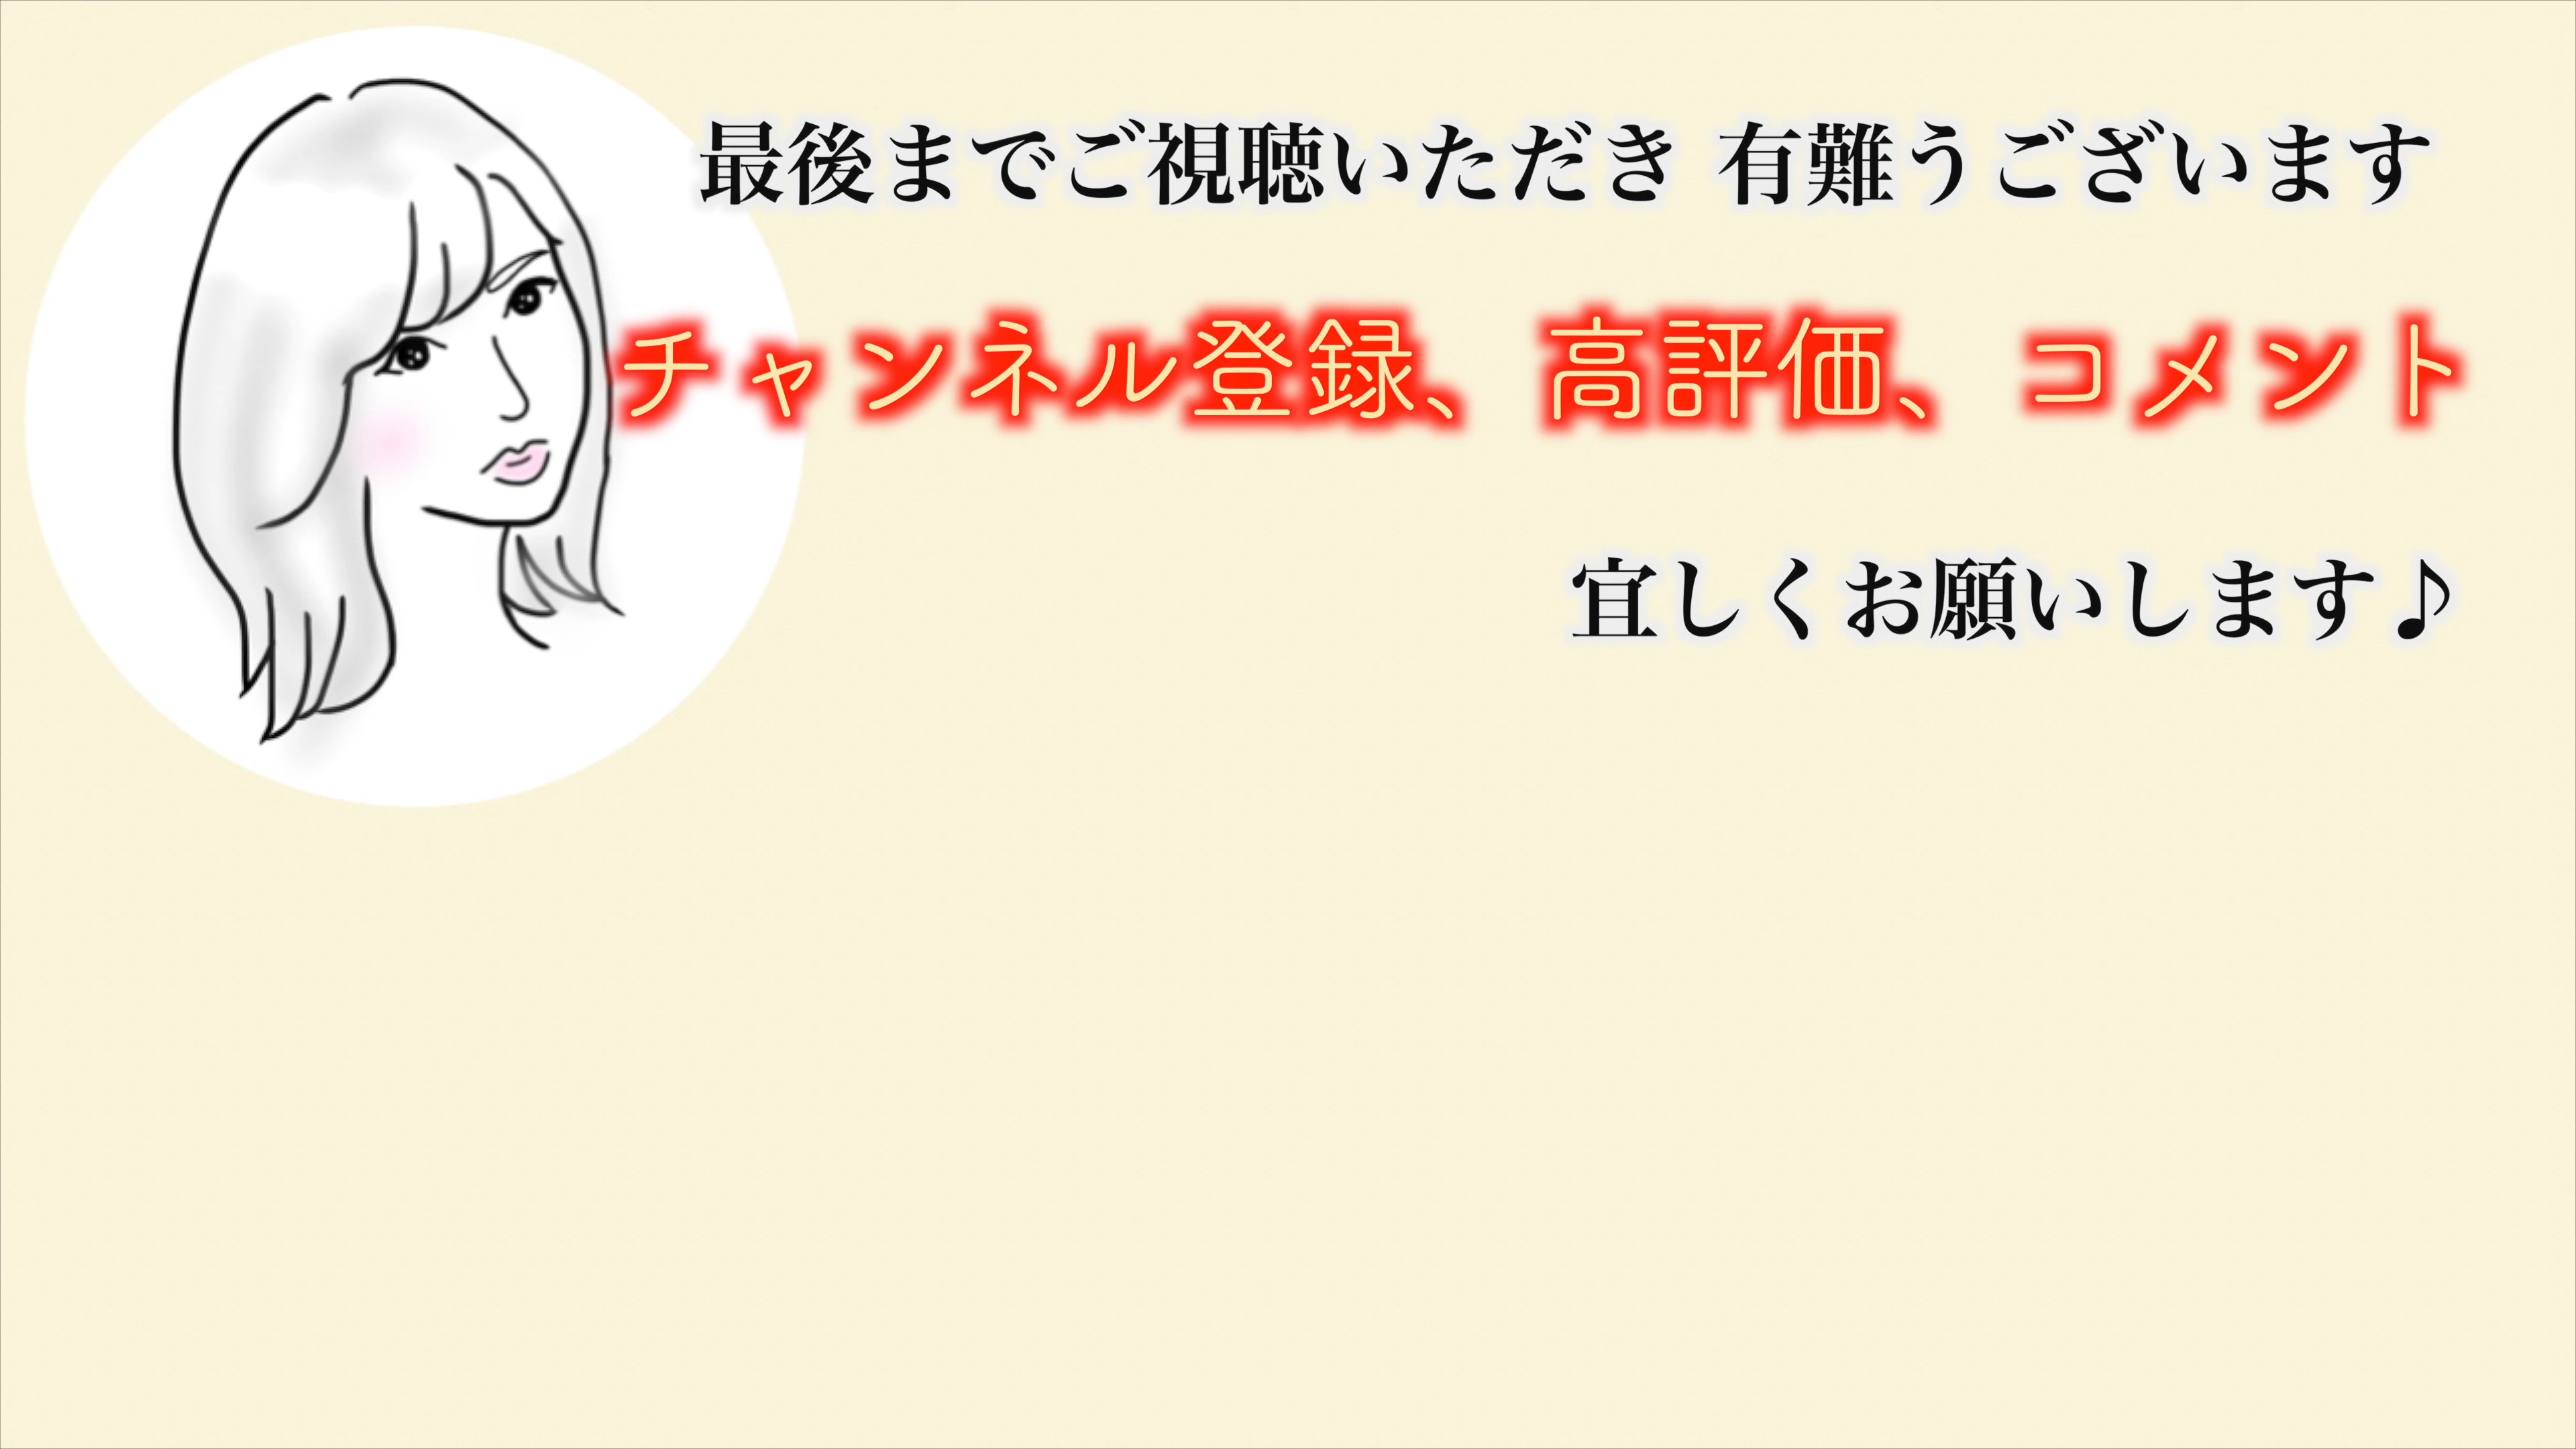 最後までご視聴いただき 有難うございます
チャンネル登録、高評価、コメント
宜しくお願いします♪